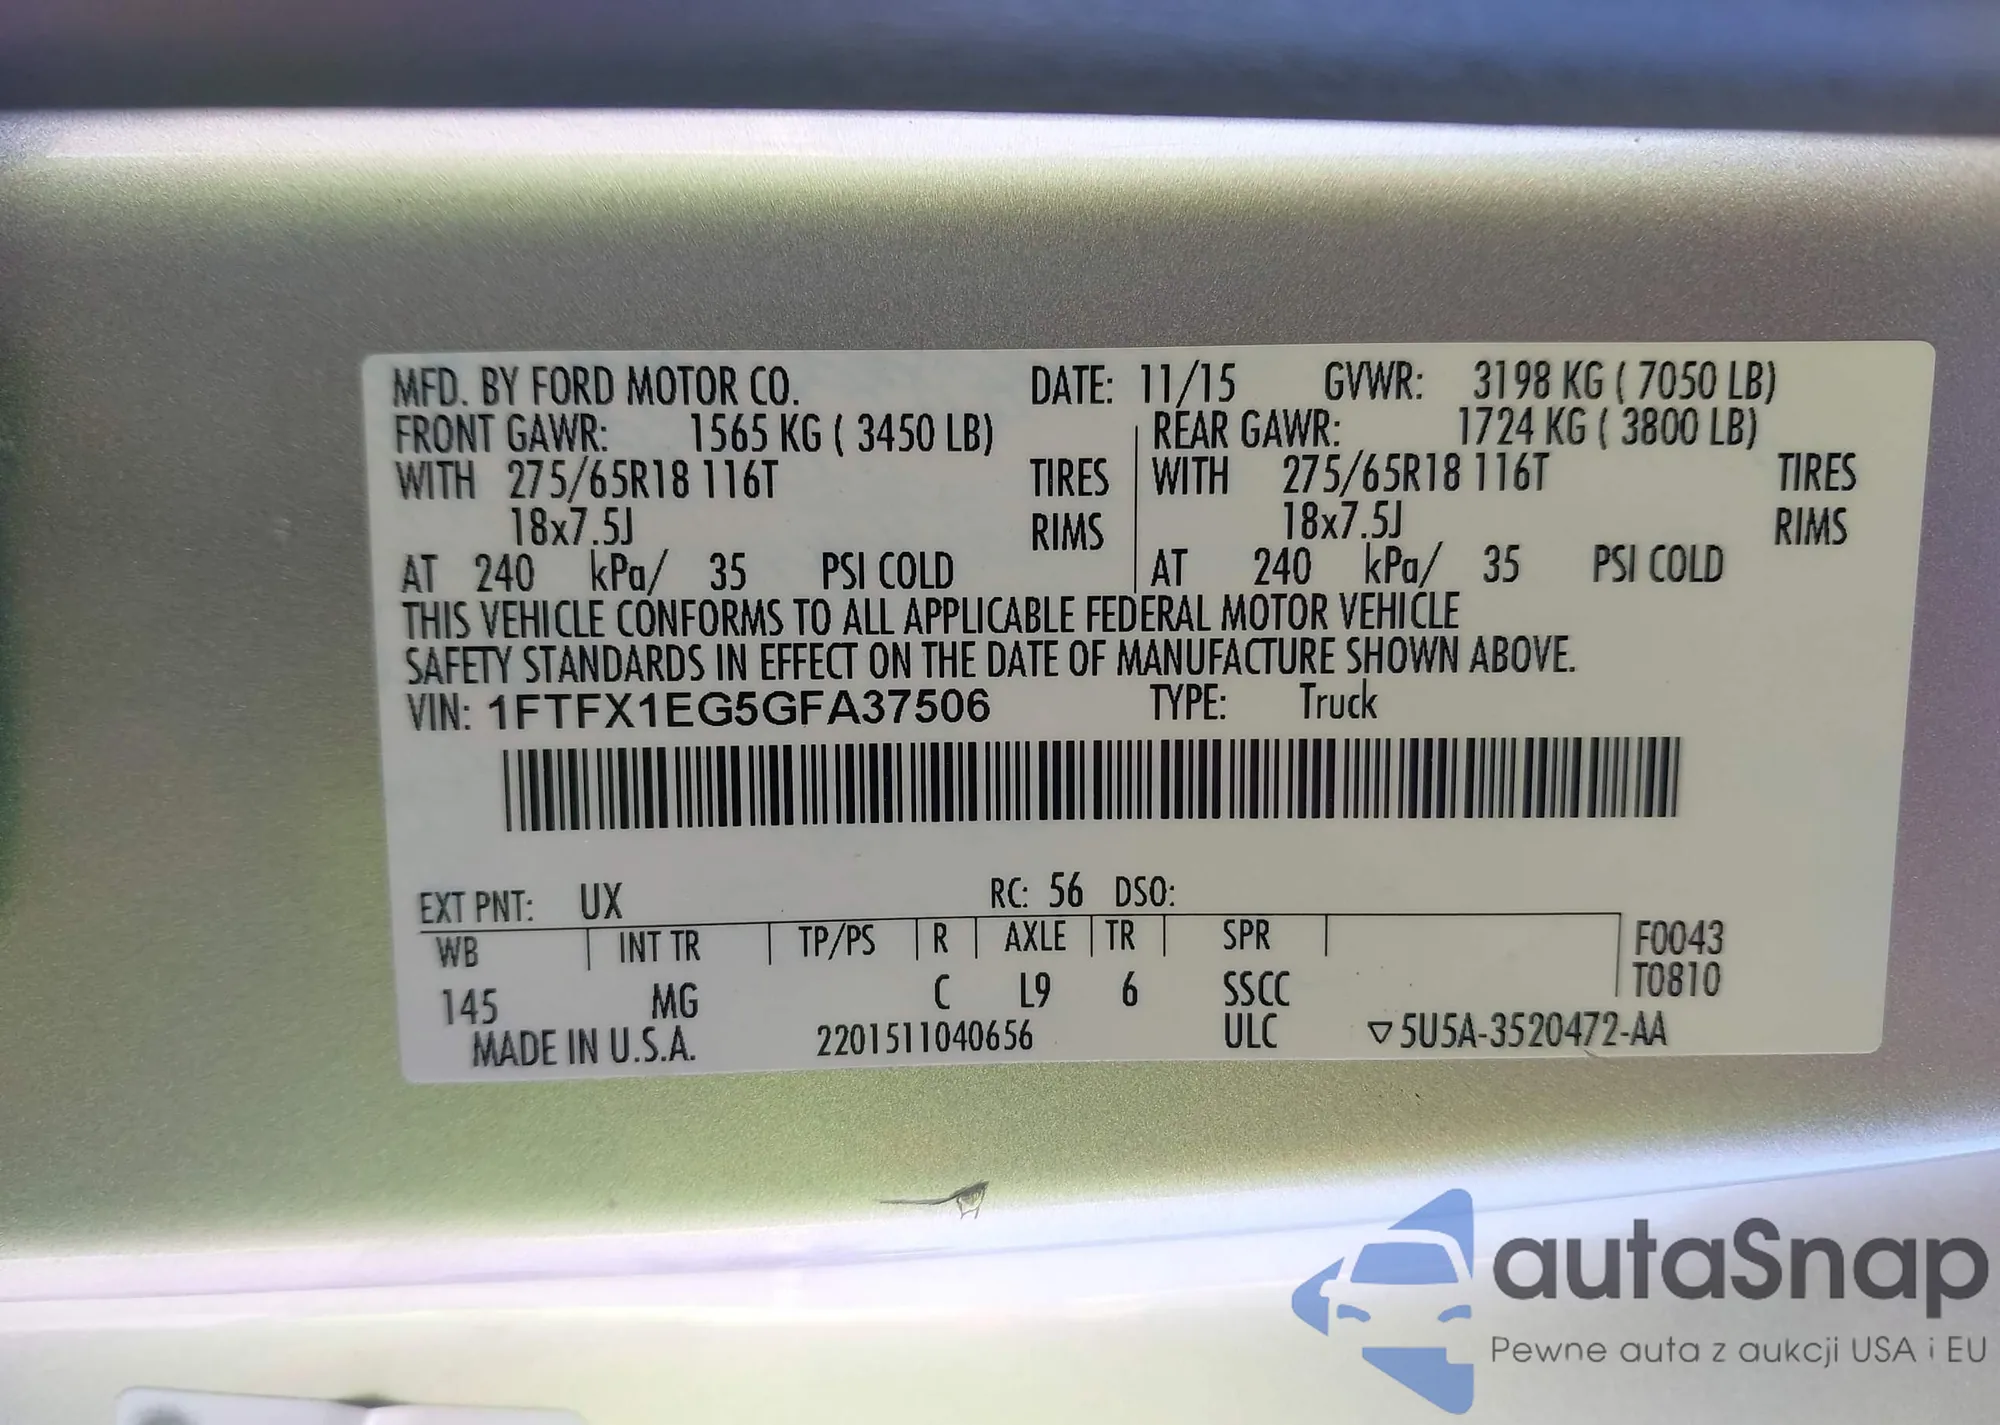 MFD. BY FORD MOTOR CO. DATE: 11/15 GVWR: 3198 KG ( 7050 LB)
FRONT GAWR: 1565 KG ( 3450 LB) REAR GAWR: 1724 KG ( 3800 LB)
WITH 275/65R18 116T TIRES WITH 275/65R18 116T TIRES
18x7.5J RIMS 18x7.5J RIMS
AT 240 kPa/ 35 PSI COLD AT 240 kPa/ 35 PSI COLD
THIS VEHICLE CONFORMS TO ALL APPLICABLE FEDERAL MOTOR VEHICLE
SAFETY STANDARDS IN EFFECT ON THE DATE OF MANUFACTURE SHOWN ABOVE.
VIN: 1FTFX1EG5GFA37506 TYPE: Truck
EXT PNT: UX RC: 56 DSO:
WB INT TR TP/PS R AXLE TR SPR F0043
145 MG C L9 6 SSCC T0810
MADE IN U.S.A. 2201511040656 ULC ▽5U5A-3520472-AA
autaSnap
Pewne auta z aukcji USA i EU